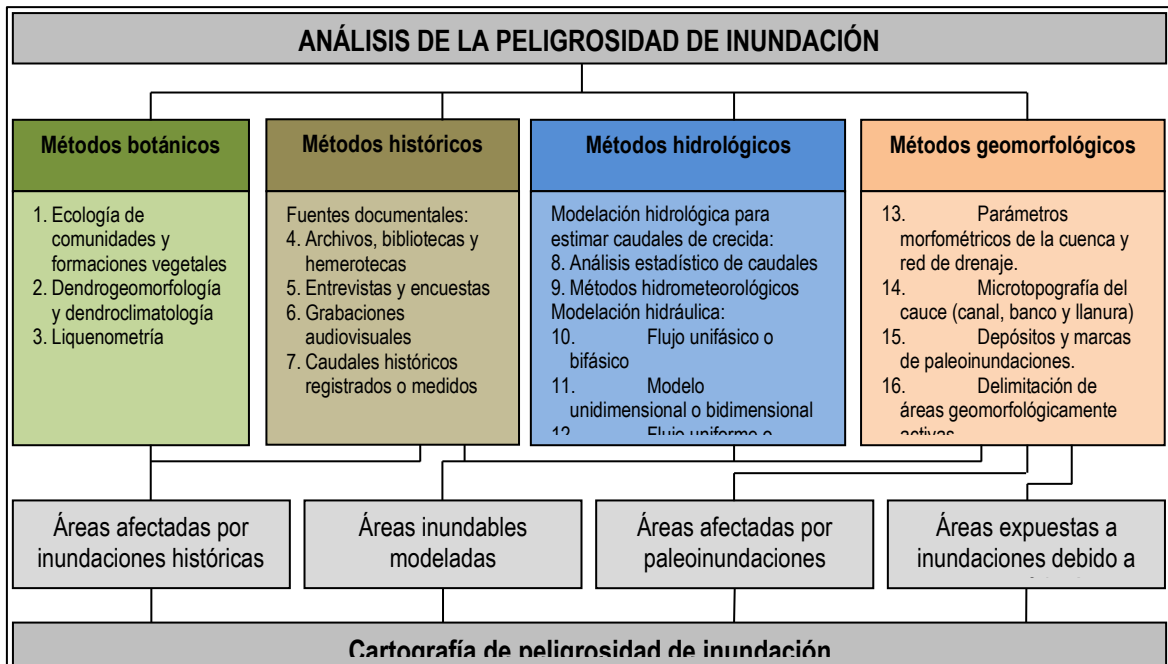 ANÁLISIS DE LA PELIGROSIDAD DE INUNDACIÓN
Métodos botánicos
1. Ecología de
comunidades y
formaciones vegetales
2. Dendrogeomorfología
y dendroclimatología
3. Liquenometría
Métodos históricos
Fuentes documentales:
4. Archivos, bibliotecas y
hemerotecas
5. Entrevistas y encuestas
6. Grabaciones
audiovisuales
7. Caudales históricos
registrados o medidos
Métodos hidrológicos
Modelación hidrológica para
estimar caudales de crecida:
8. Análisis estadístico de caudales
9. Métodos hidrometeorológicos
Modelación hidráulica:
10. Flujo unifásico o
bifásico
11. Modelo
unidimensional o bidimensional
12. Flujo uniforme o
Métodos geomorfológicos
13. Parámetros
morfométricos de la cuenca y
red de drenaje.
14. Microtopografía del
cauce (canal, banco y llanura)
15. Depósitos y marcas
de paleoinundaciones.
16. Delimitación de
áreas geomorfológicamente
activas
Áreas afectadas por
inundaciones históricas
Áreas inundables
modeladas
Áreas afectadas por
paleoinundaciones
Áreas expuestas a
inundaciones debido a
Cartografía de peligrosidad de inundación